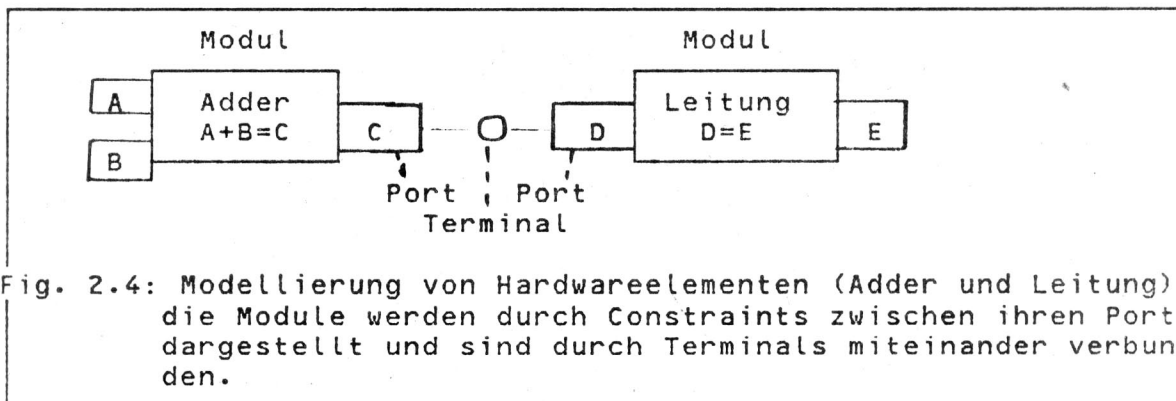 Modul Modul
A Adder Leitung
A+B=C C D D=E E
B
Port Port
Terminal
Fig. 2.4: Modellierung von Hardwareelementen (Adder und Leitung)
die Module werden durch Constraints zwischen ihren Port
dargestellt und sind durch Terminals miteinander verbun
den.